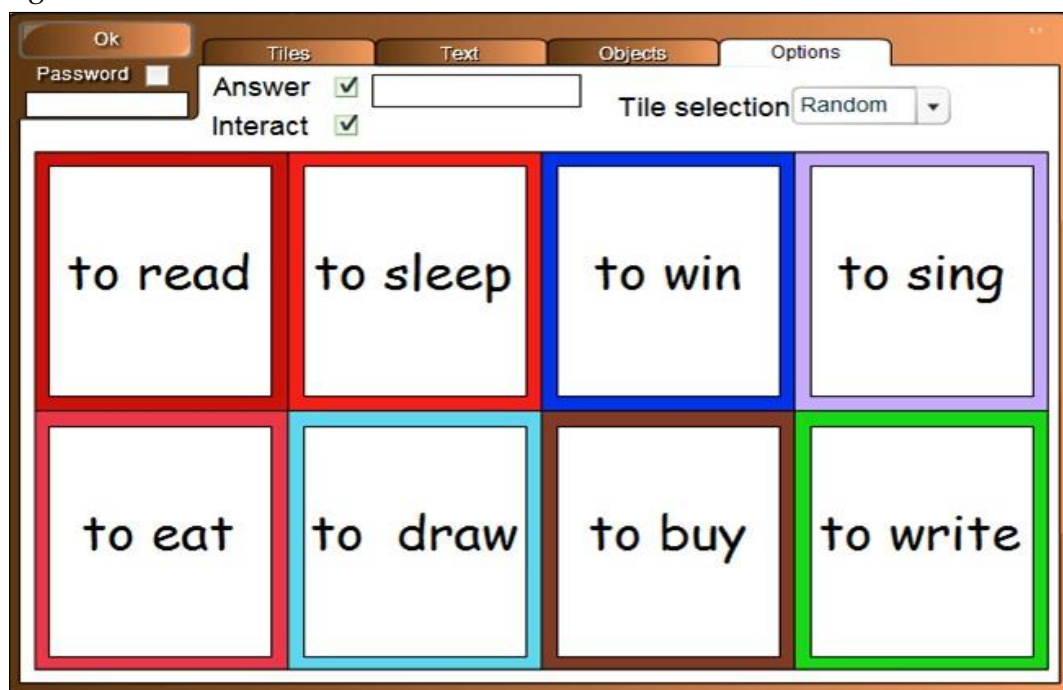 Ok
Tiles Text Objects Options
Password
Answer
Tile selection Random
Interact
to read to sleep to win to sing
to eat to draw to buy to write